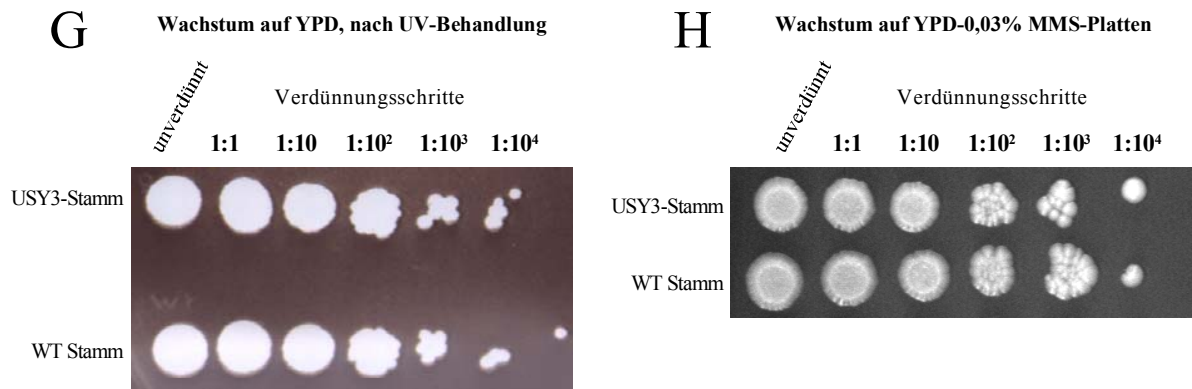 G
Wachstum auf YPD, nach UV-Behandlung
unverdünnt
Verdünnungsschritte
1:1 1:10 1:10² 1:10³ 1:10⁴
USY3-Stamm
WT Stamm
H
Wachstum auf YPD-0,03% MMS-Platten
unverdünnt
Verdünnungsschritte
1:1 1:10 1:10² 1:10³ 1:10⁴
USY3-Stamm
WT Stamm